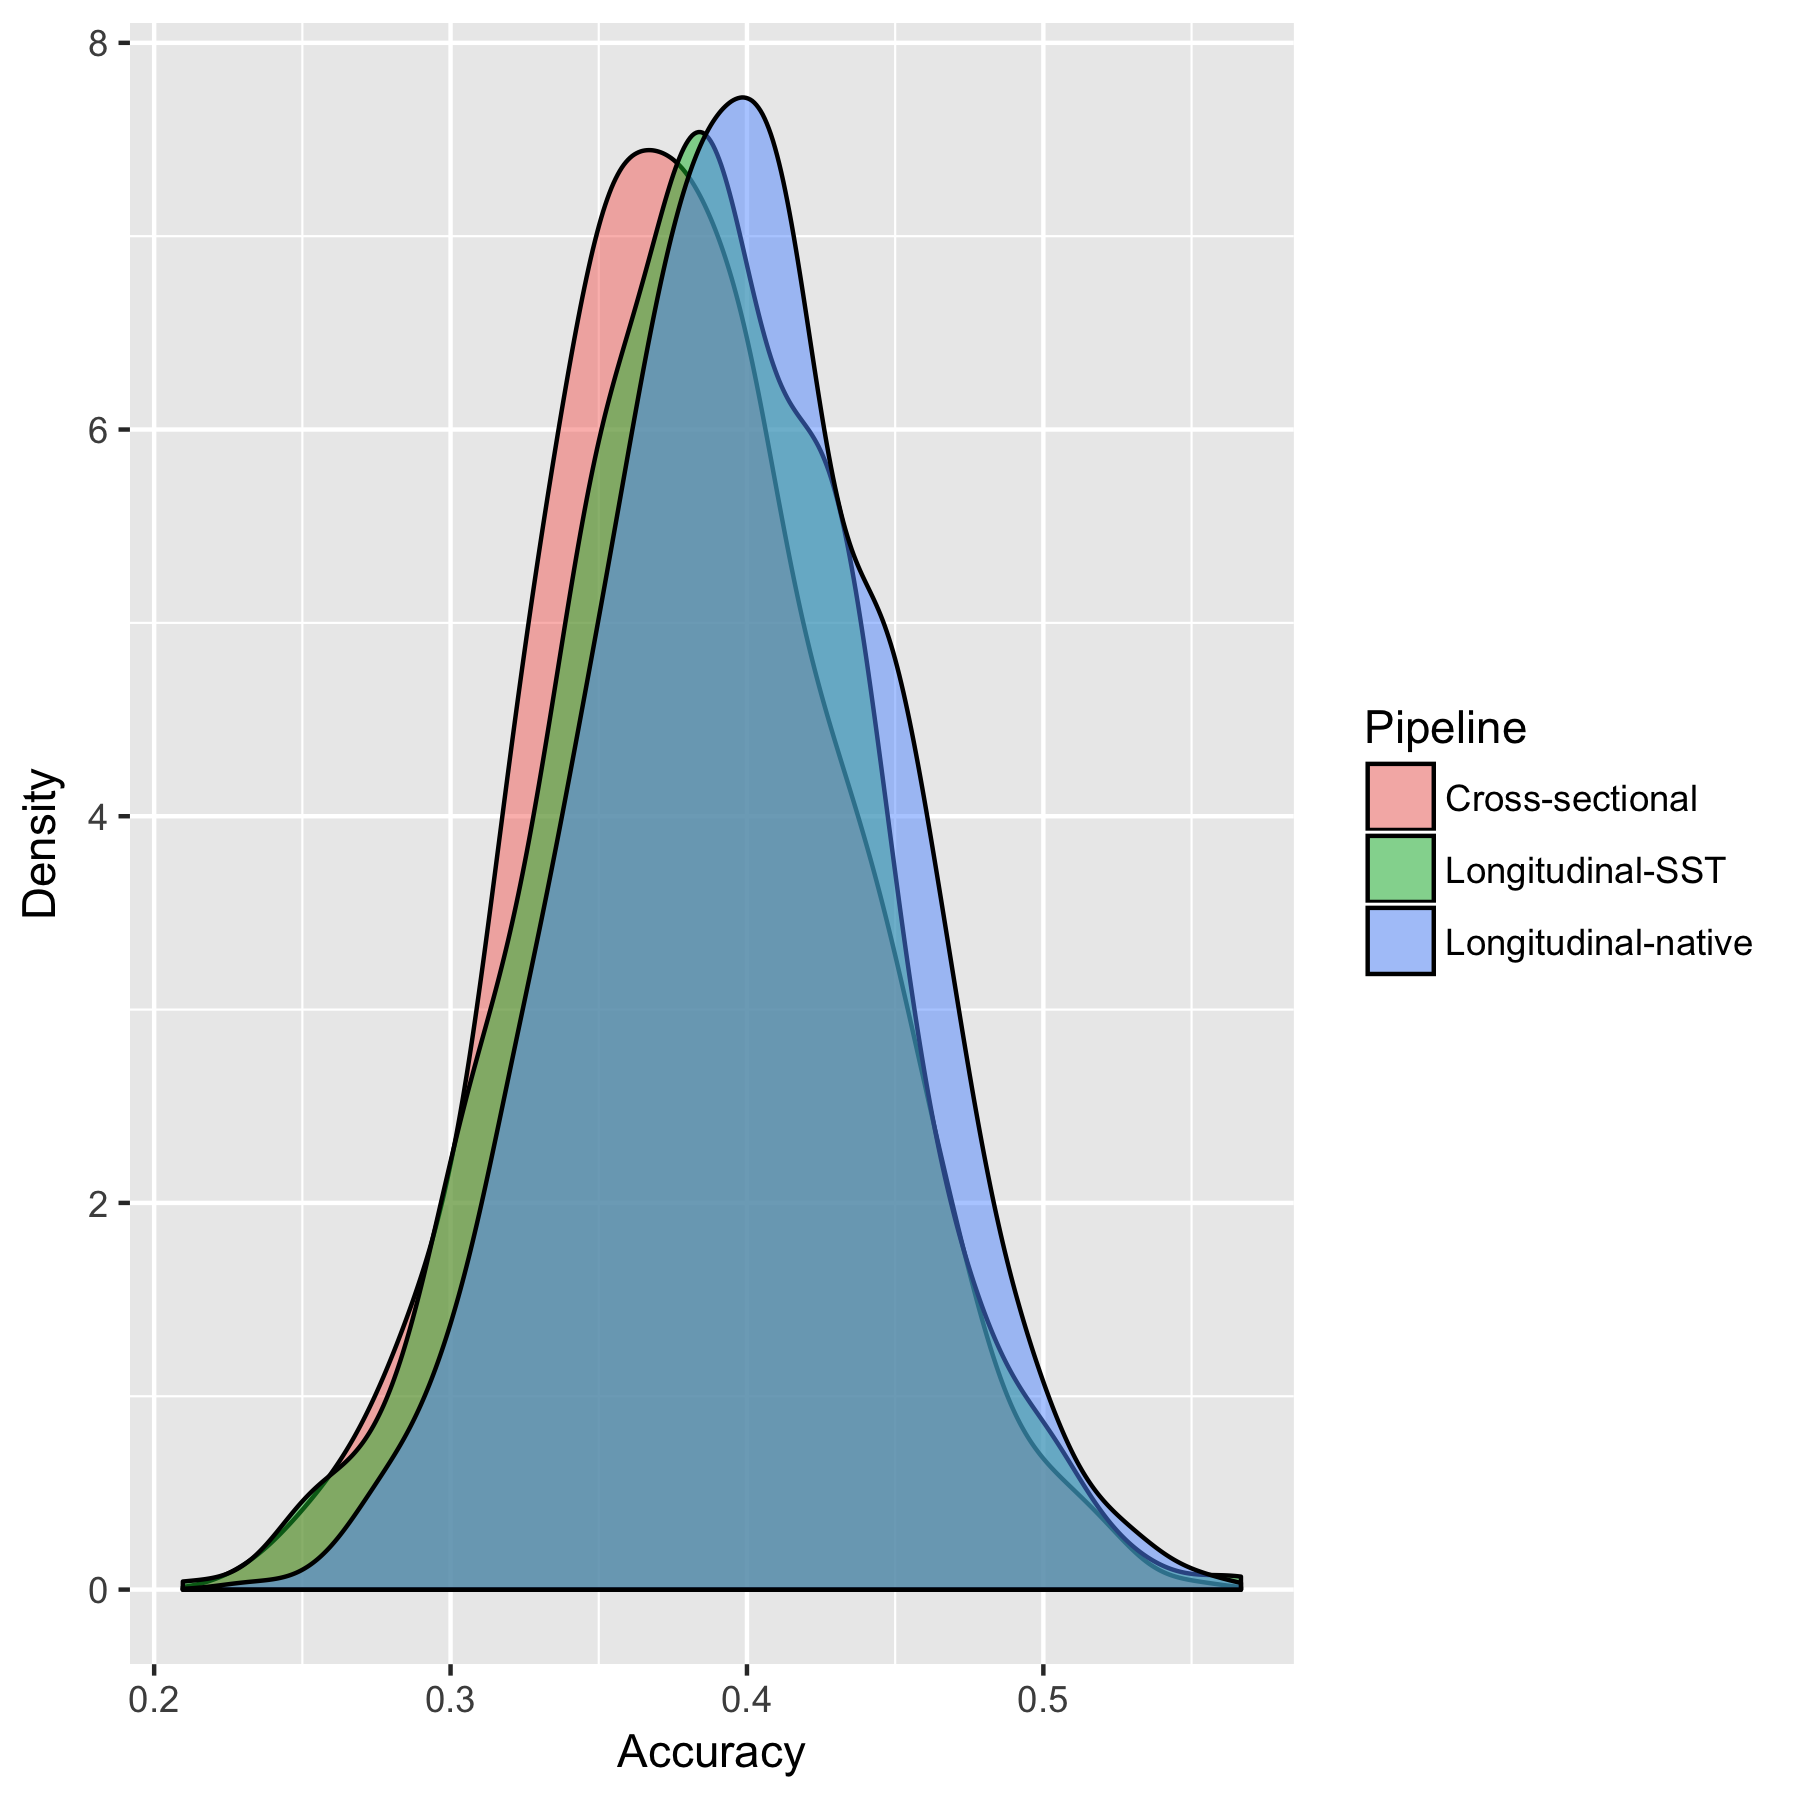 8
6
4
2
0
Density
0.2 0.3 0.4 0.5
Accuracy
Pipeline
Cross-sectional
Longitudinal-SST
Longitudinal-native